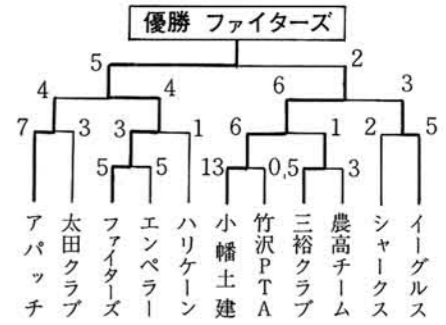 優勝 ファイターズ
5 2
4 4 6 3
7 3 3 1 6 1 2 5
5 5 13 0 5 3
アパッチ
太田クラブ
ファイターズ
エンペラー
ハリケーン
小幡土建
竹沢PTA
三裕クラブ
農高チーム
シャークス
イーグルス